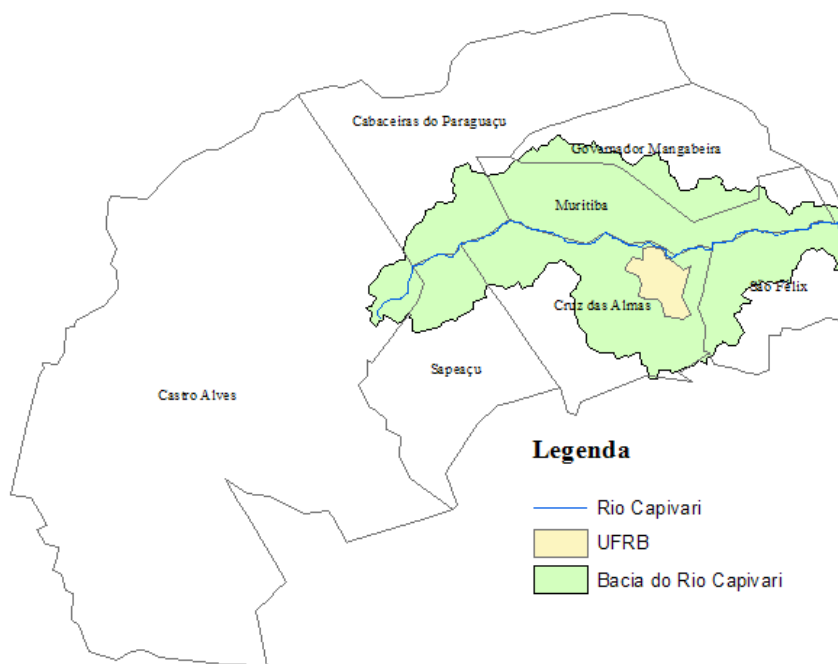 Cabaceiras do Paraguaçu
Governador Mangabeira
Muritiba
São Félix
Cruz das Almas
Sapeaçu
Castro Alves
Legenda
Rio Capivari
UFRB
Bacia do Rio Capivari